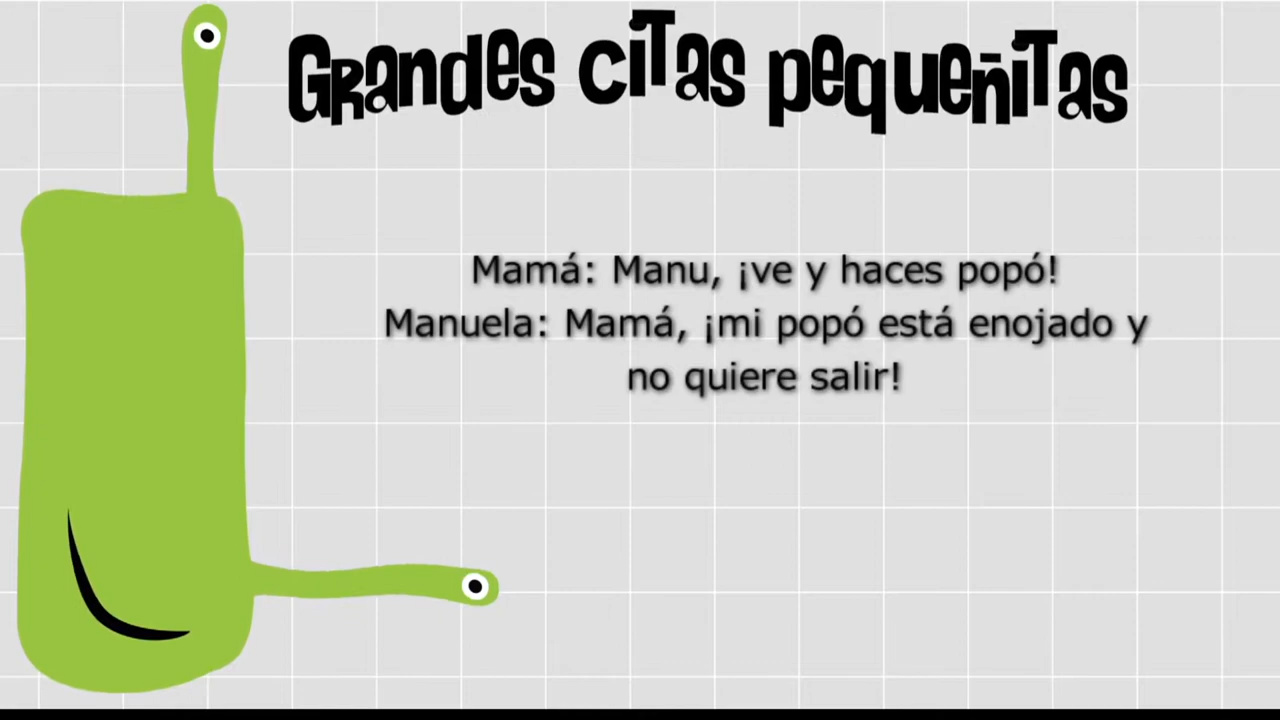 Grandes citas pequeñitas
Mamá: Manu, ¡ve y haces popó!
Manuela: Mamá, ¡mi popó está enojado y
no quiere salir!